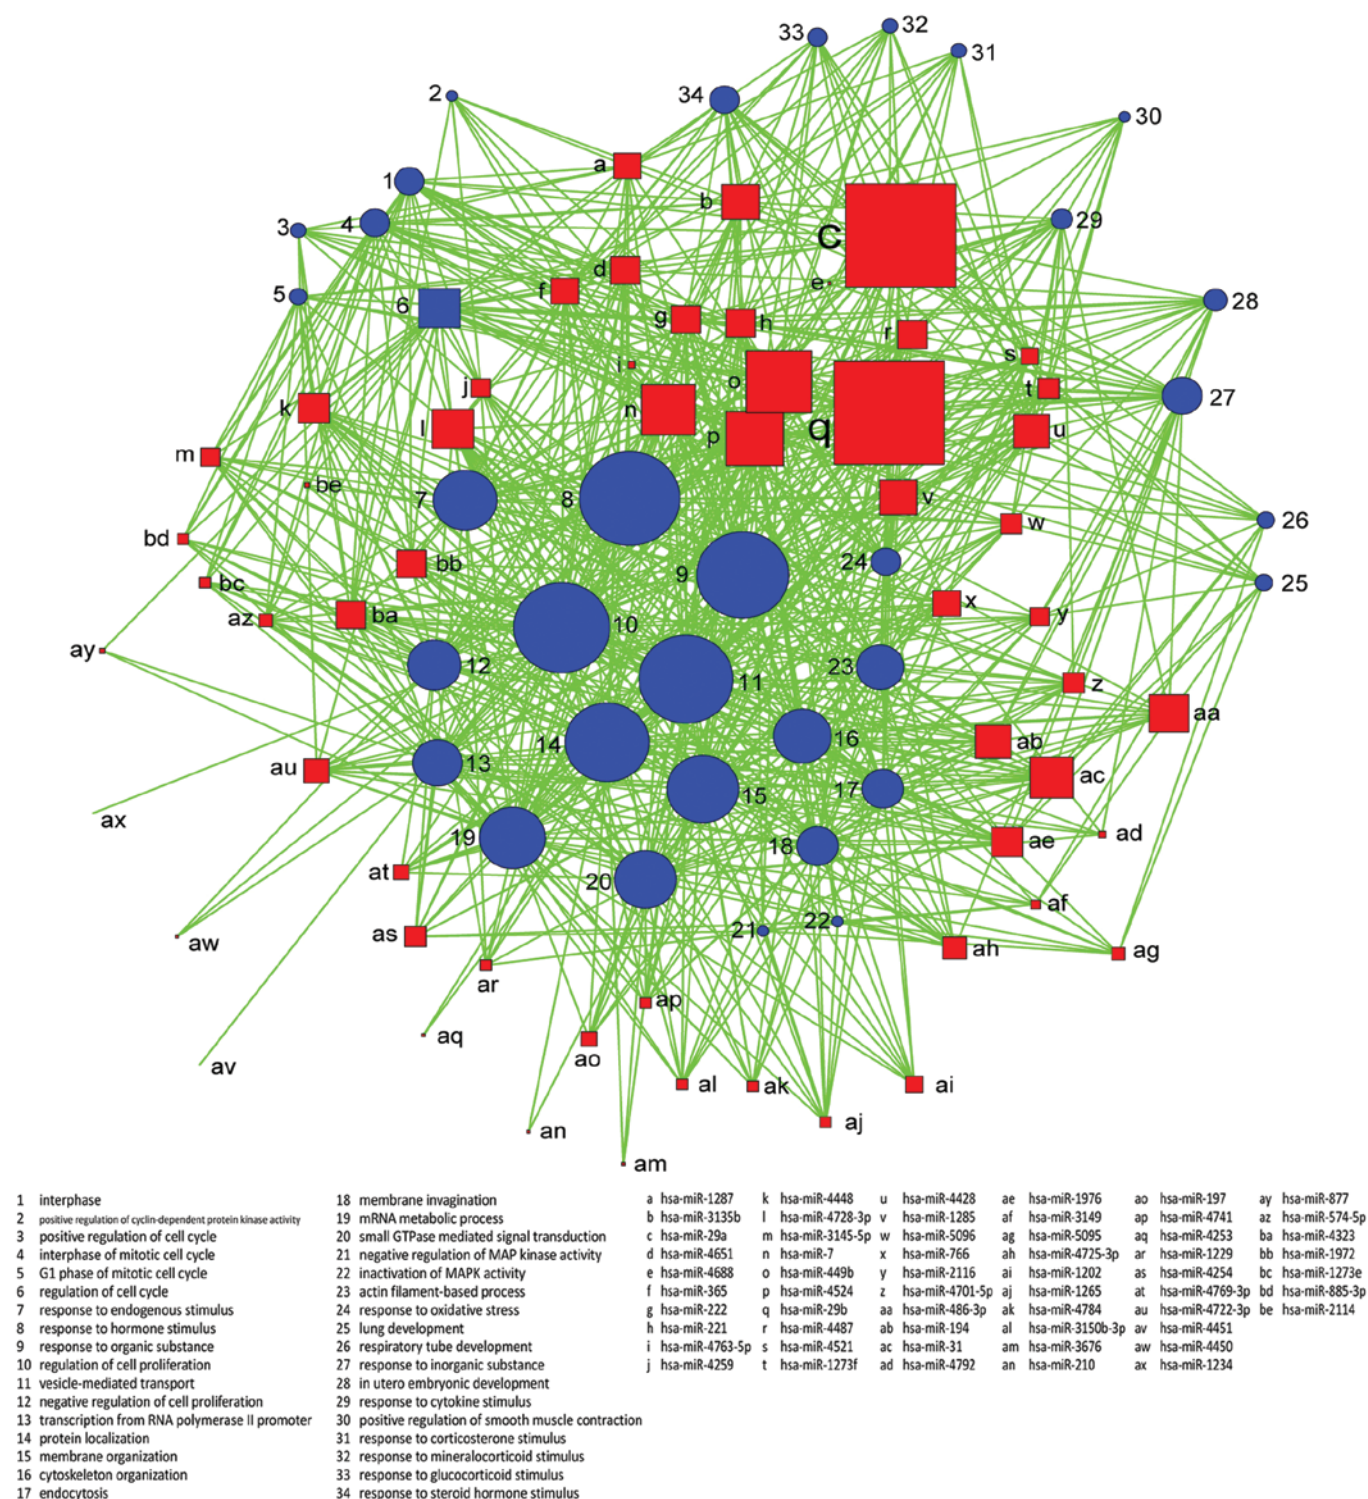 33
32
31
2
34
30
a
1
b
3
4
c
29
d
e
5
f
28
6
g
h
r
s
i
o
t
27
k
j
n
l
q
u
p
m
be
7
8
v
w
26
bd
24
bb
9
25
bc
x
y
az
ba
10
ay
12
11
23
z
aa
14
16
ab
au
13
15
17
ac
ax
19
18
ae
ad
at
20
af
as
21
22
aw
ah
ag
ar
ap
aq
ao
av
al
ak
ai
aj
an
am
1 interphase
2 positive regulation of cyclin-dependent protein kinase activity
3 positive regulation of cell cycle
4 interphase of mitotic cell cycle
5 G1 phase of mitotic cell cycle
6 regulation of cell cycle
7 response to endogenous stimulus
8 response to hormone stimulus
9 response to organic substance
10 regulation of cell proliferation
11 vesicle-mediated transport
12 negative regulation of cell proliferation
13 transcription from RNA polymerase II promoter
14 protein localization
15 membrane organization
16 cytoskeleton organization
17 endocytosis
18 membrane invagination
19 mRNA metabolic process
20 small GTPase mediated signal transduction
21 negative regulation of MAP kinase activity
22 inactivation of MAPK activity
23 actin filament-based process
24 response to oxidative stress
25 lung development
26 respiratory tube development
27 response to inorganic substance
28 in utero embryonic development
29 response to cytokine stimulus
30 positive regulation of smooth muscle contraction
31 response to corticosterone stimulus
32 response to mineralocorticoid stimulus
33 response to glucocorticoid stimulus
34 response to steroid hormone stimulus
a hsa-miR-1287
b hsa-miR-3135b
c hsa-miR-29a
d hsa-miR-4651
e hsa-miR-4688
f hsa-miR-365
g hsa-miR-222
h hsa-miR-221
i hsa-miR-4763-5p
j hsa-miR-4259
k hsa-miR-4448
l hsa-miR-4728-3p
m hsa-miR-3145-5p
n hsa-miR-7
o hsa-miR-449b
p hsa-miR-4524
q hsa-miR-29b
r hsa-miR-4487
s hsa-miR-4521
t hsa-miR-1273f
u hsa-miR-4428
v hsa-miR-1285
w hsa-miR-5096
x hsa-miR-766
y hsa-miR-2116
z hsa-miR-4701-5p
aa hsa-miR-486-3p
ab hsa-miR-194
ac hsa-miR-31
ad hsa-miR-4792
ae hsa-miR-1976
af hsa-miR-3149
ag hsa-miR-5095
ah hsa-miR-4725-3p
ai hsa-miR-1202
aj hsa-miR-1265
ak hsa-miR-4784
al hsa-miR-3150b-3p
am hsa-miR-3676
an hsa-miR-210
ao hsa-miR-197
ap hsa-miR-4741
aq hsa-miR-4253
ar hsa-miR-1229
as hsa-miR-4254
at hsa-miR-4769-3p
au hsa-miR-4722-3p
av hsa-miR-4451
aw hsa-miR-4450
ax hsa-miR-1234
ay hsa-miR-877
az hsa-miR-574-5p
ba hsa-miR-4323
bb hsa-miR-1972
bc hsa-miR-1273e
bd hsa-miR-885-3p
be hsa-miR-2114